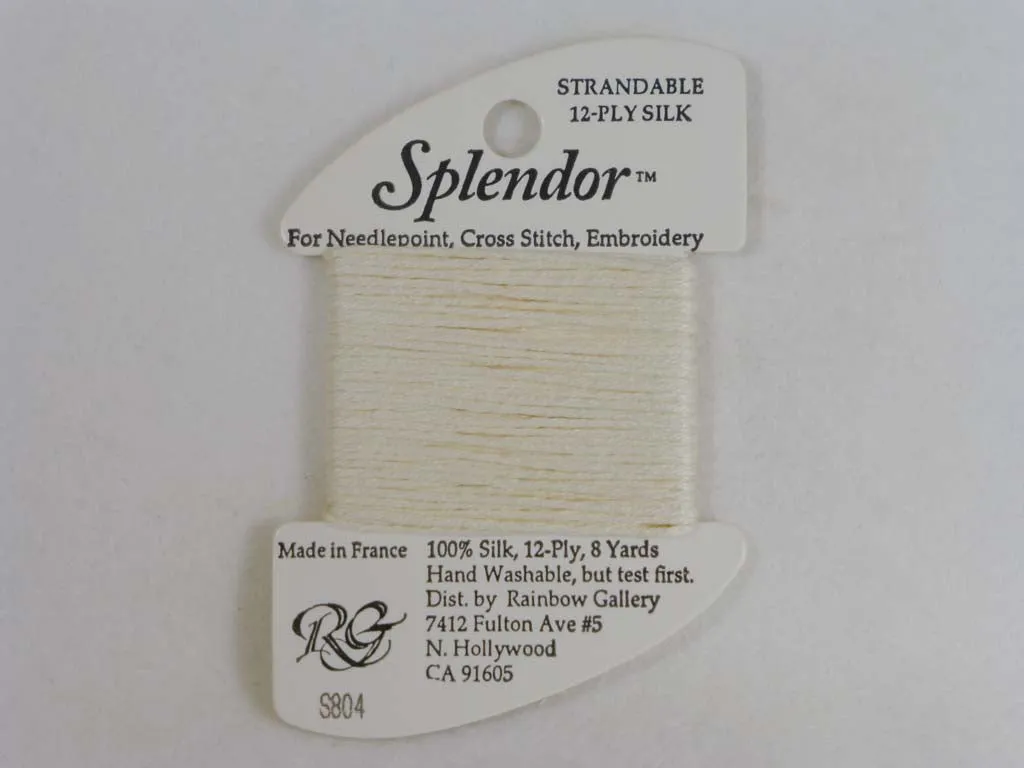 STRANDABLE
12-PLY SILK
Splendor™
For Needlepoint, Cross Stitch, Embroidery
Made in France
100% Silk, 12-Ply, 8 Yards
Hand Washable, but test first.
Dist. by Rainbow Gallery
7412 Fulton Ave #5
N. Hollywood
CA 91605
RG
S804